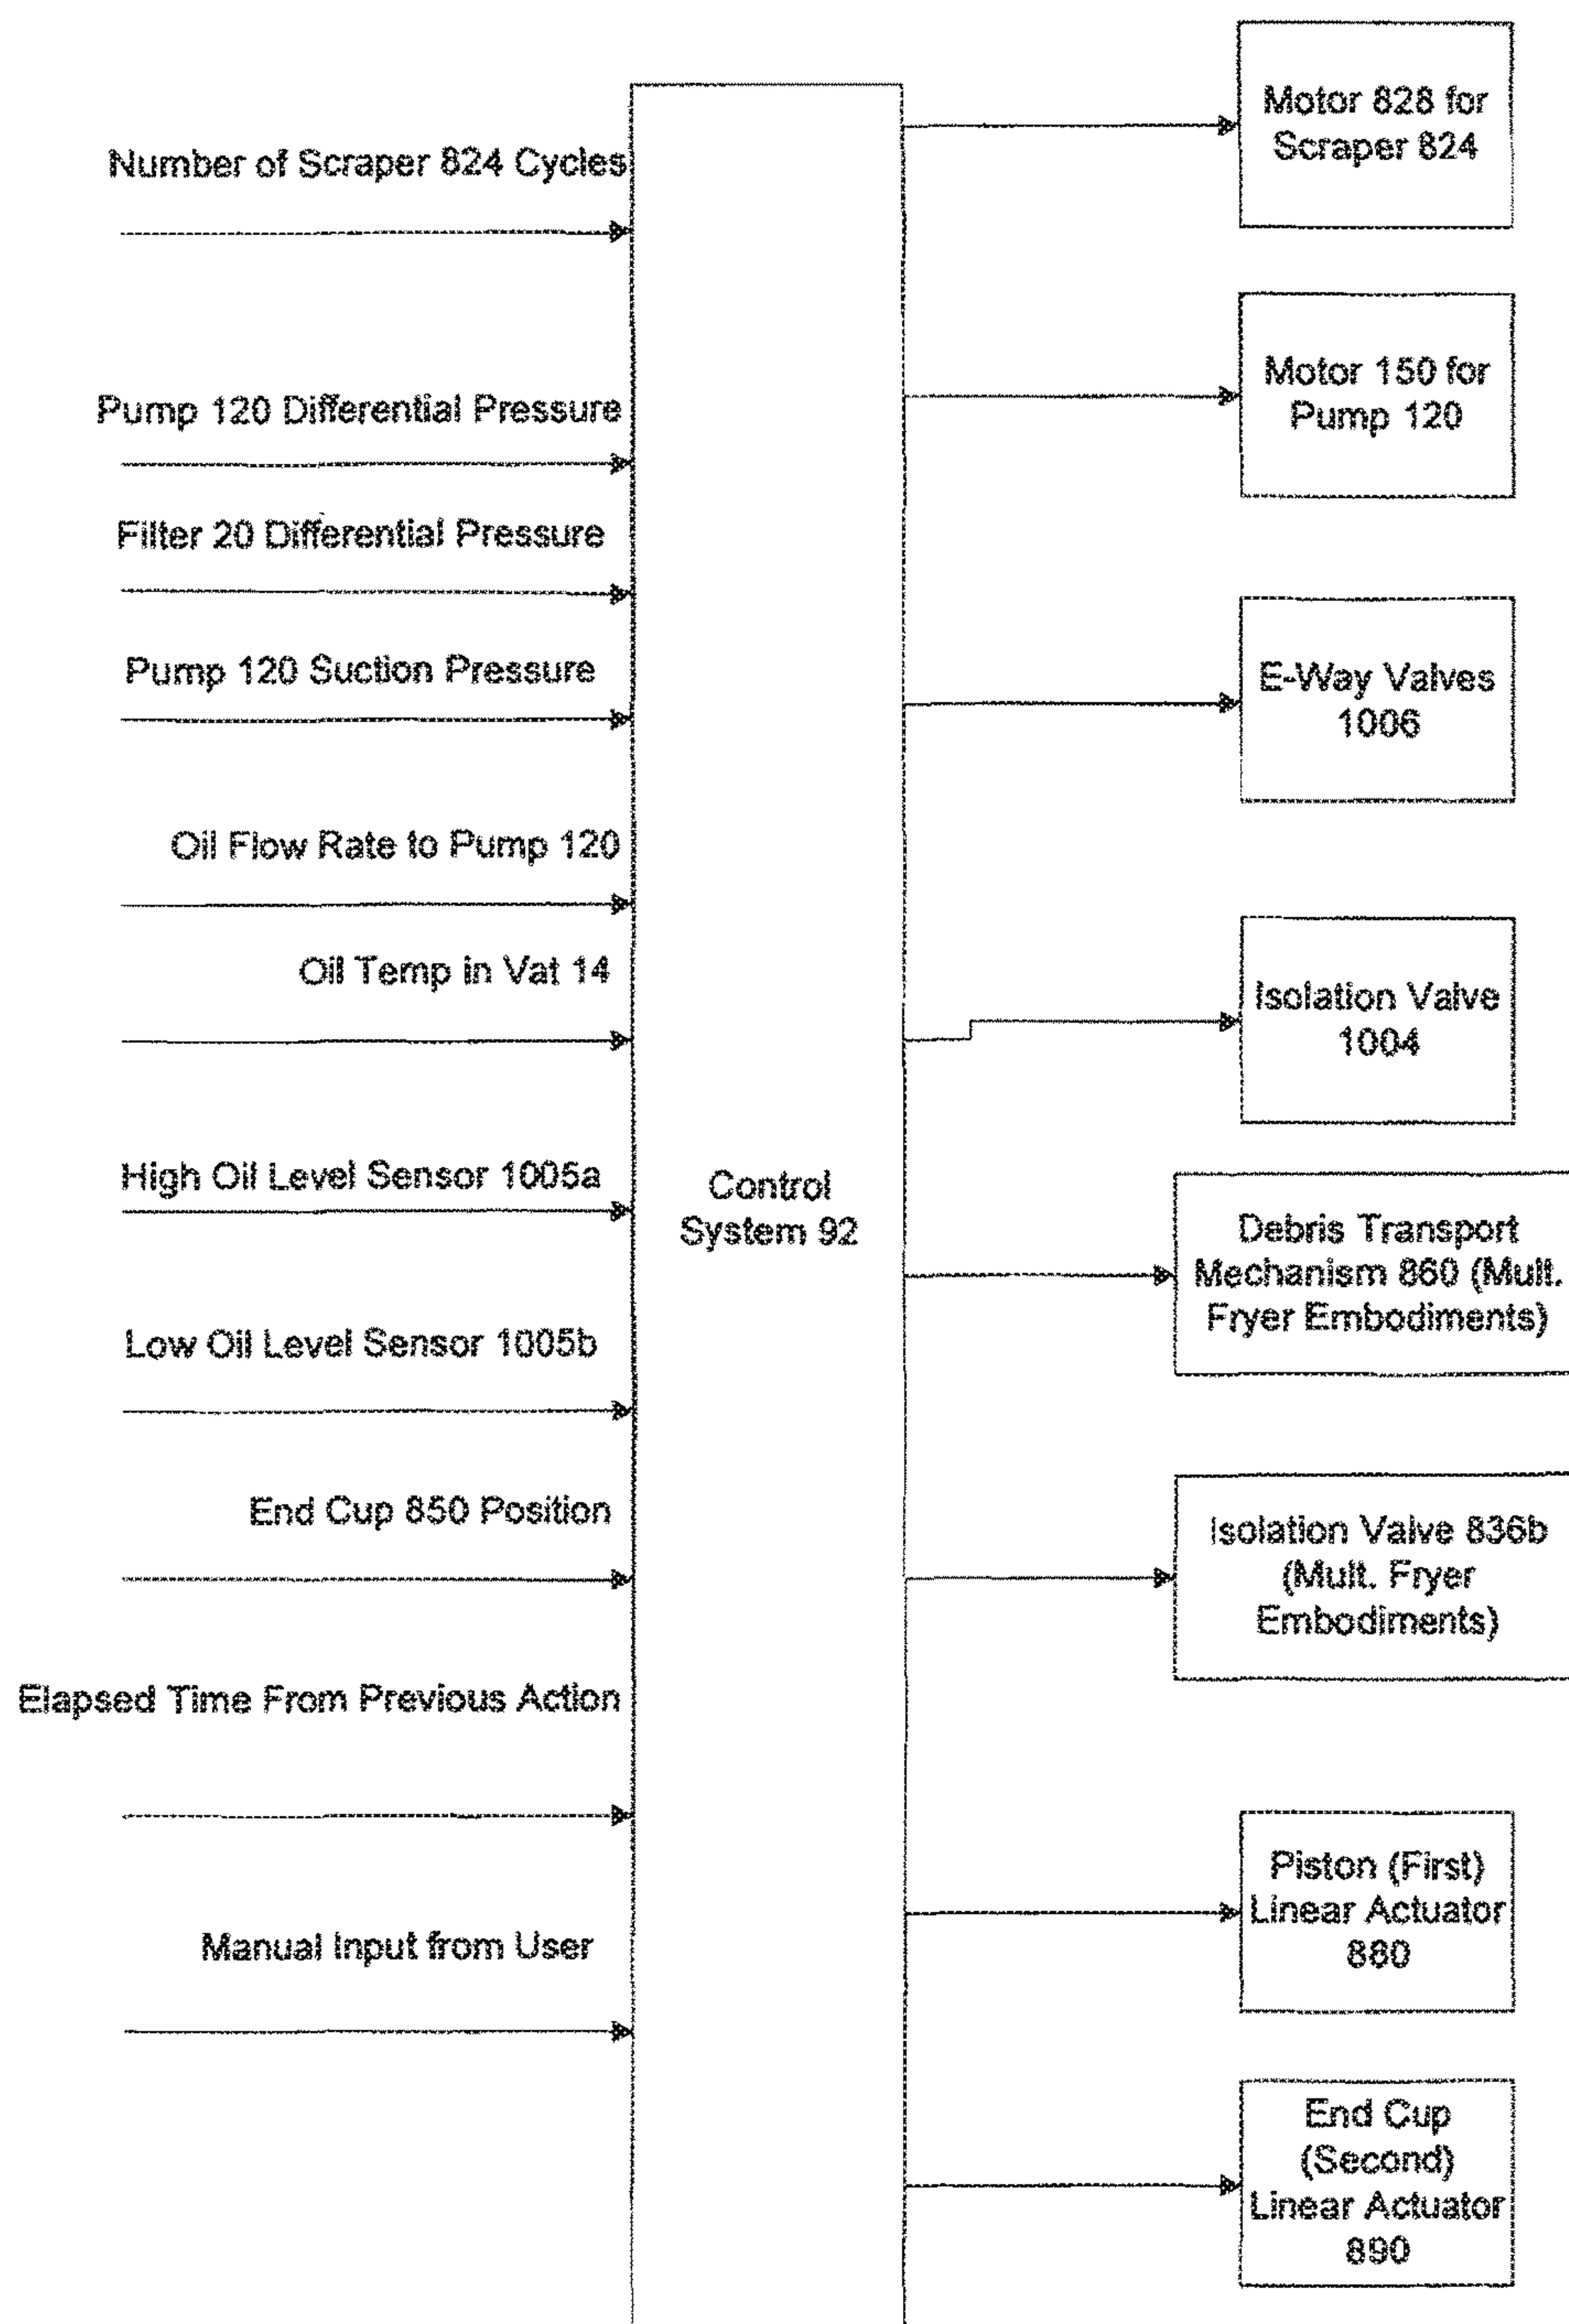 Number of Scraper 824 Cycles
Pump 120 Differential Pressure
Filter 20 Differential Pressure
Pump 120 Suction Pressure
Oil Flow Rate to Pump 120
Oil Temp in Vat 14
High Oil Level Sensor 1005a
Low Oil Level Sensor 1005b
End Cup 850 Position
Elapsed Time From Previous Action
Manual Input from User
Control
System 92
Motor 828 for
Scraper 824
Motor 150 for
Pump 120
E-Way Valves
1006
Isolation Valve
1004
Debris Transport
Mechanism 860 (Mult.
Fryer Embodiments)
Isolation Valve 836b
(Mult. Fryer
Embodiments)
Piston (First)
Linear Actuator
880
End Cup
(Second)
Linear Actuator
890